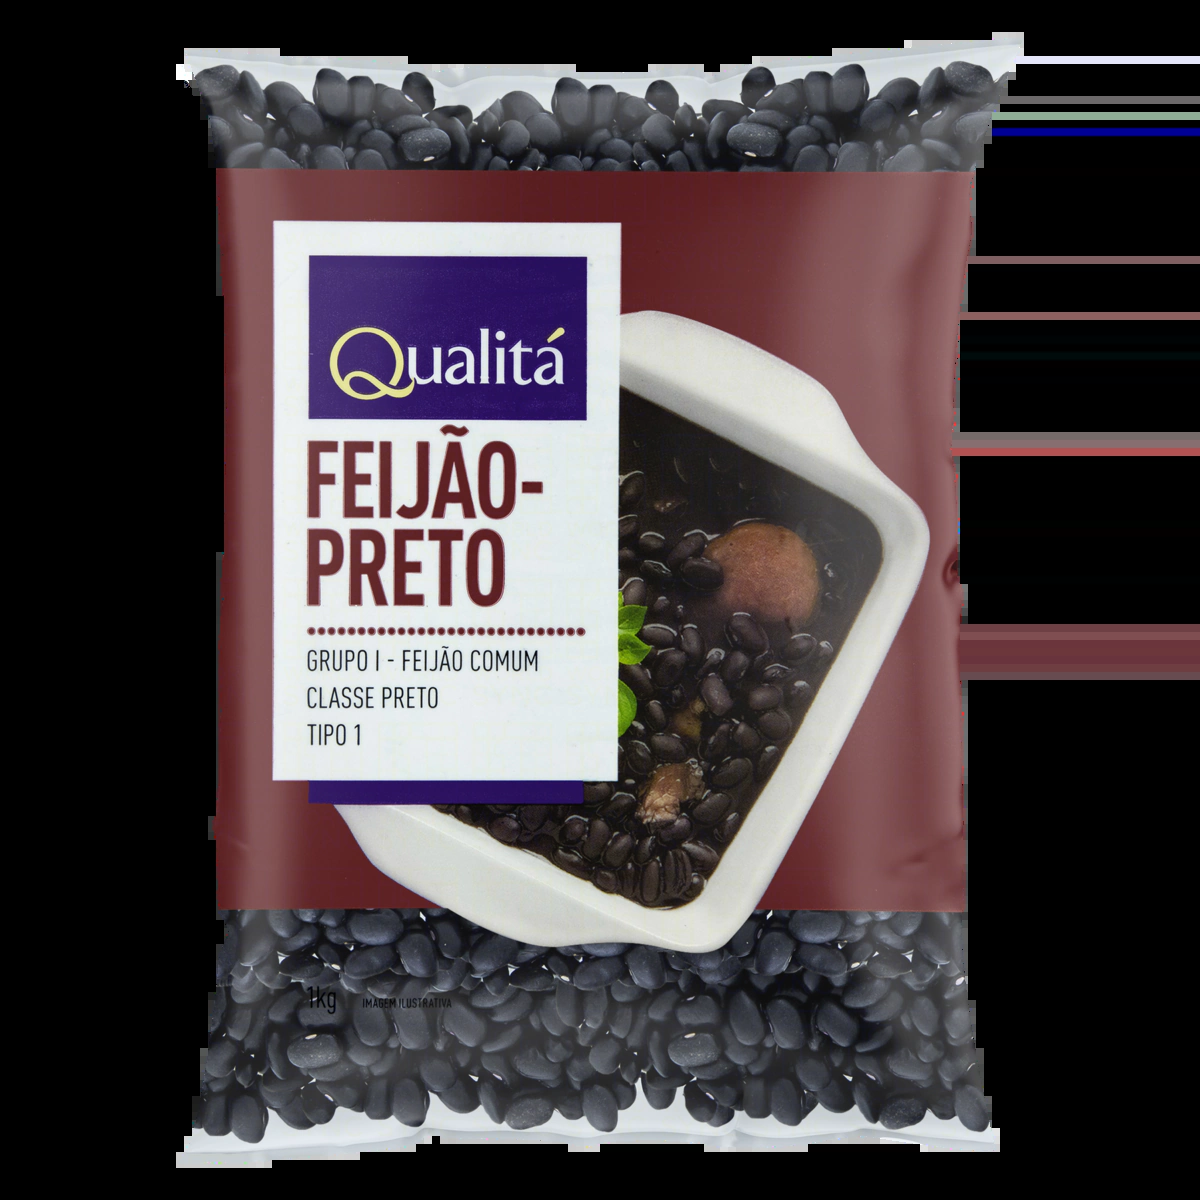 Qualitá
FEIJÃO-
PRETO
GRUPO I - FEIJÃO COMUM
CLASSE PRETO
TIPO 1
1kg IMAGEM ILUSTRATIVA